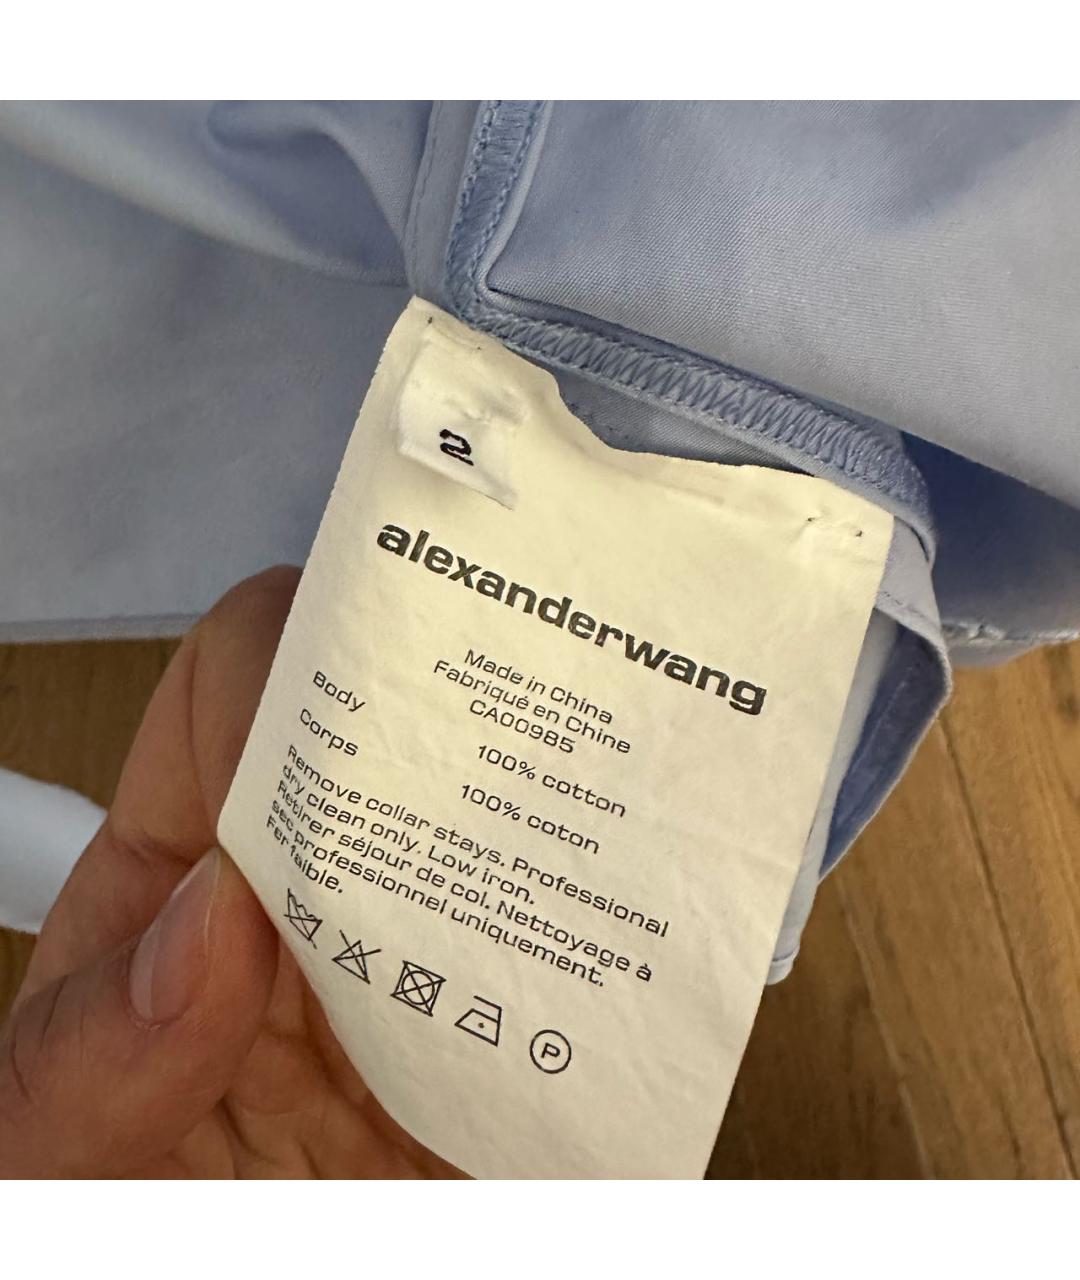 2
alexanderwang
Made in China
Fabriqué en Chine
CA00985
Body 100% cotton
Corps 100% coton
Remove collar stays. Professional
dry clean only. Low iron.
Retirer séjour de col. Nettoyage à
sec professionnel uniquement.
Fer faible.
P